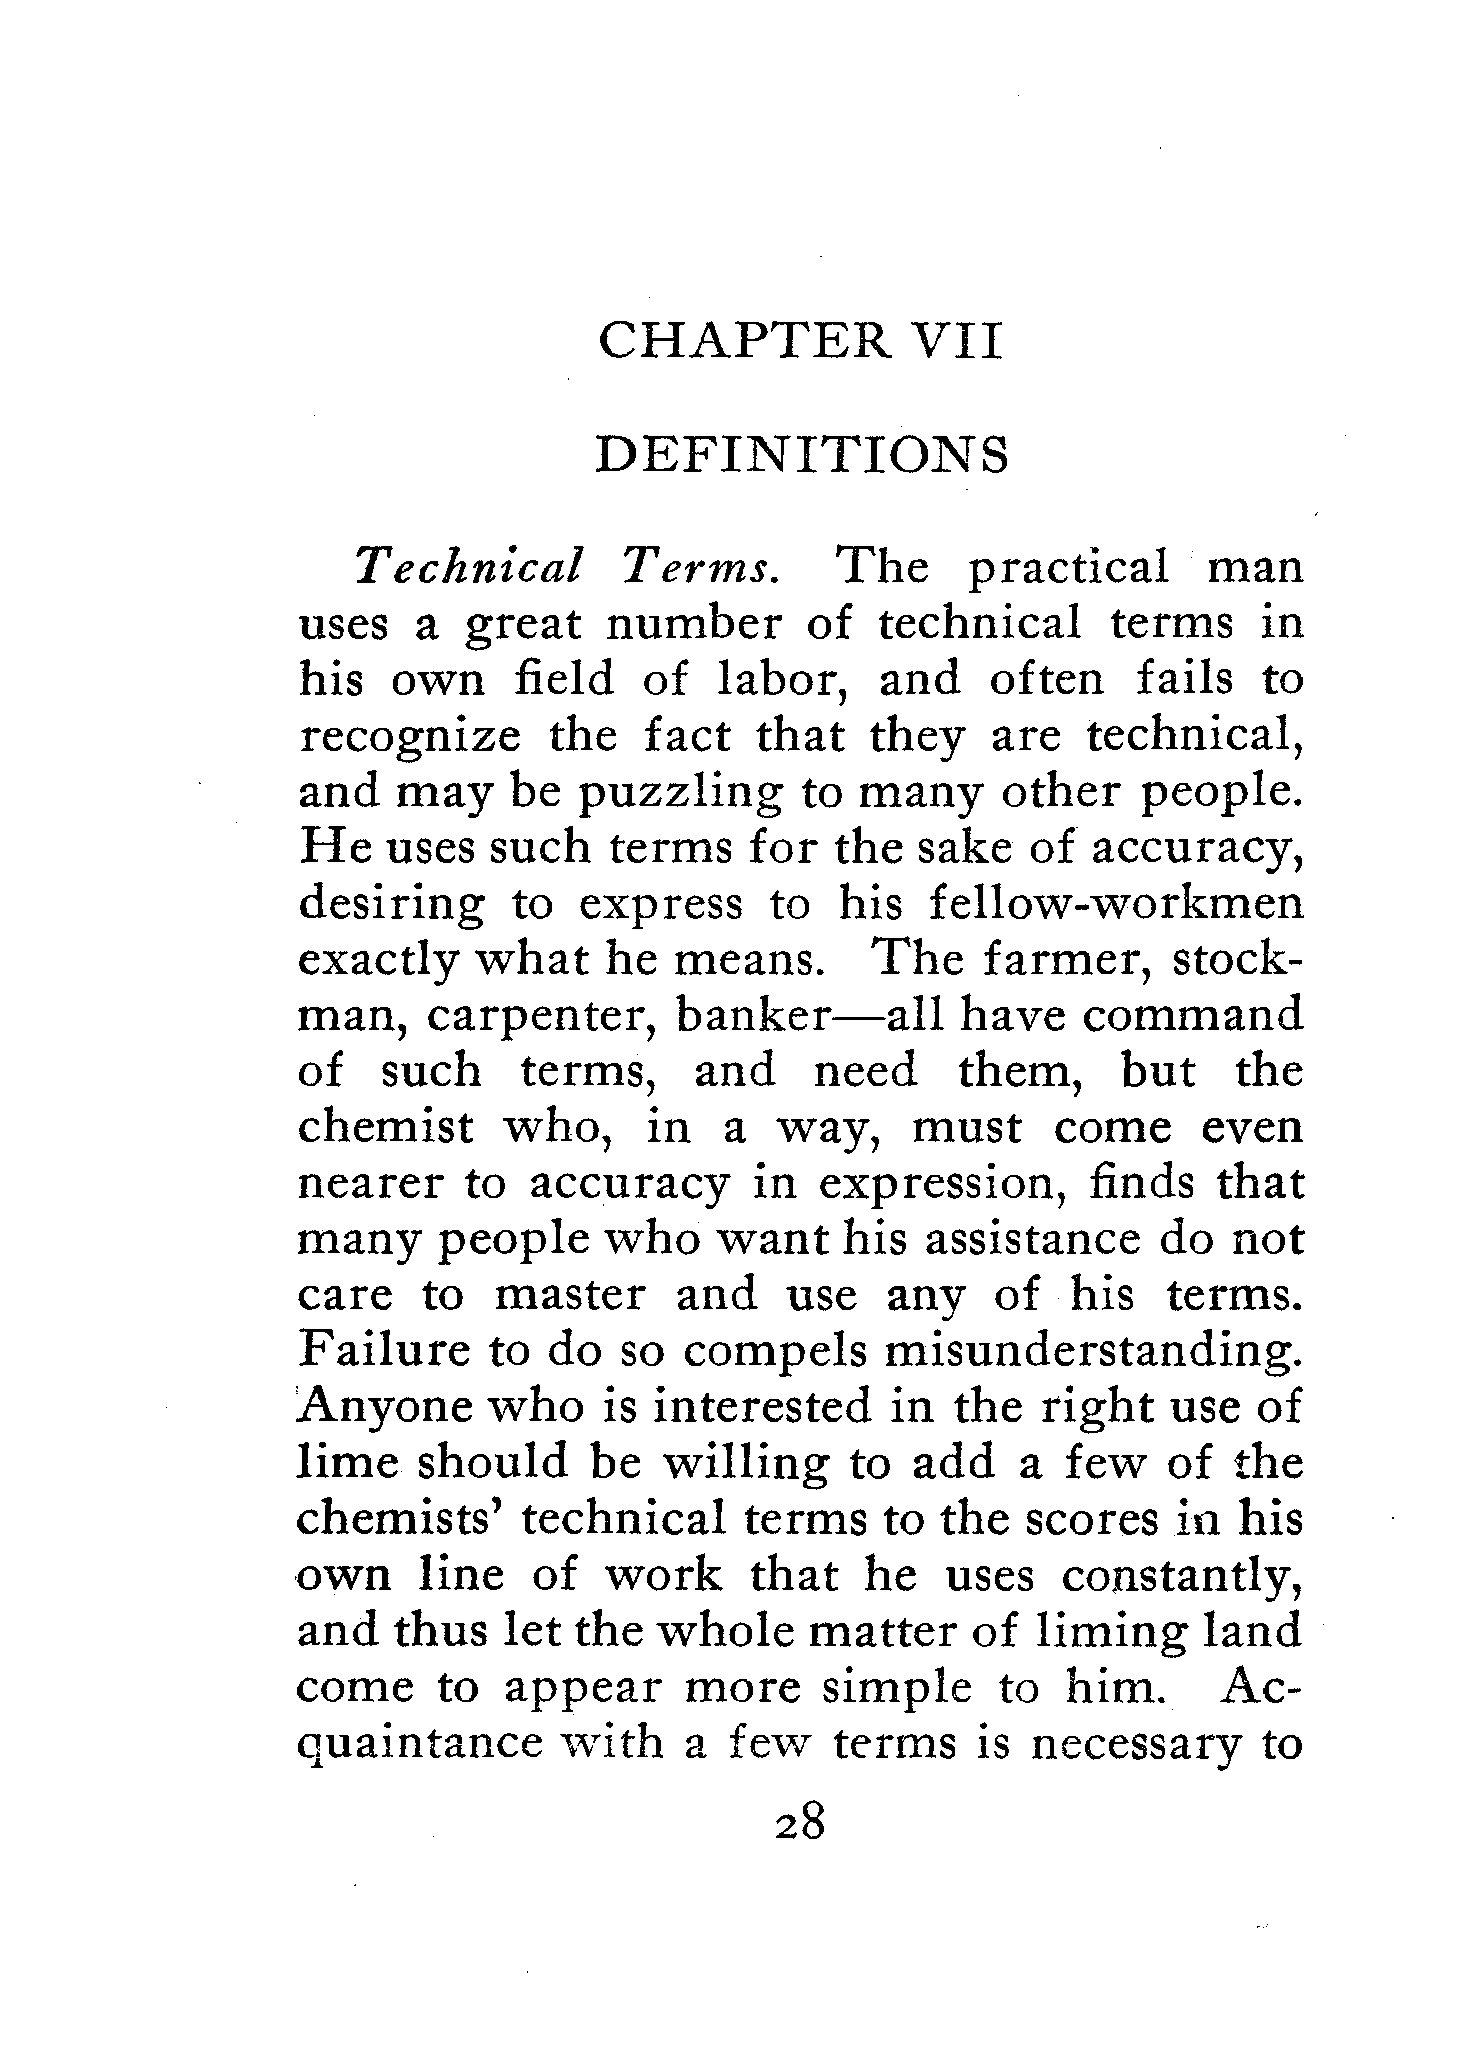 CHAPTER VII
DEFINITIONS
Technical Terms. The practical man
uses a great number of technical terms in
his own field of labor, and often fails to
recognize the fact that they are technical,
and may be puzzling to many other people.
He uses such terms for the sake of accuracy,
desiring to express to his fellow-workmen
exactly what he means. The farmer, stock-
man, carpenter, banker—all have command
of such terms, and need them, but the
chemist who, in a way, must come even
nearer to accuracy in expression, finds that
many people who want his assistance do not
care to master and use any of his terms.
Failure to do so compels misunderstanding.
Anyone who is interested in the right use of
lime should be willing to add a few of the
chemists' technical terms to the scores in his
own line of work that he uses constantly,
and thus let the whole matter of liming land
come to appear more simple to him. Ac-
quaintance with a few terms is necessary to
28